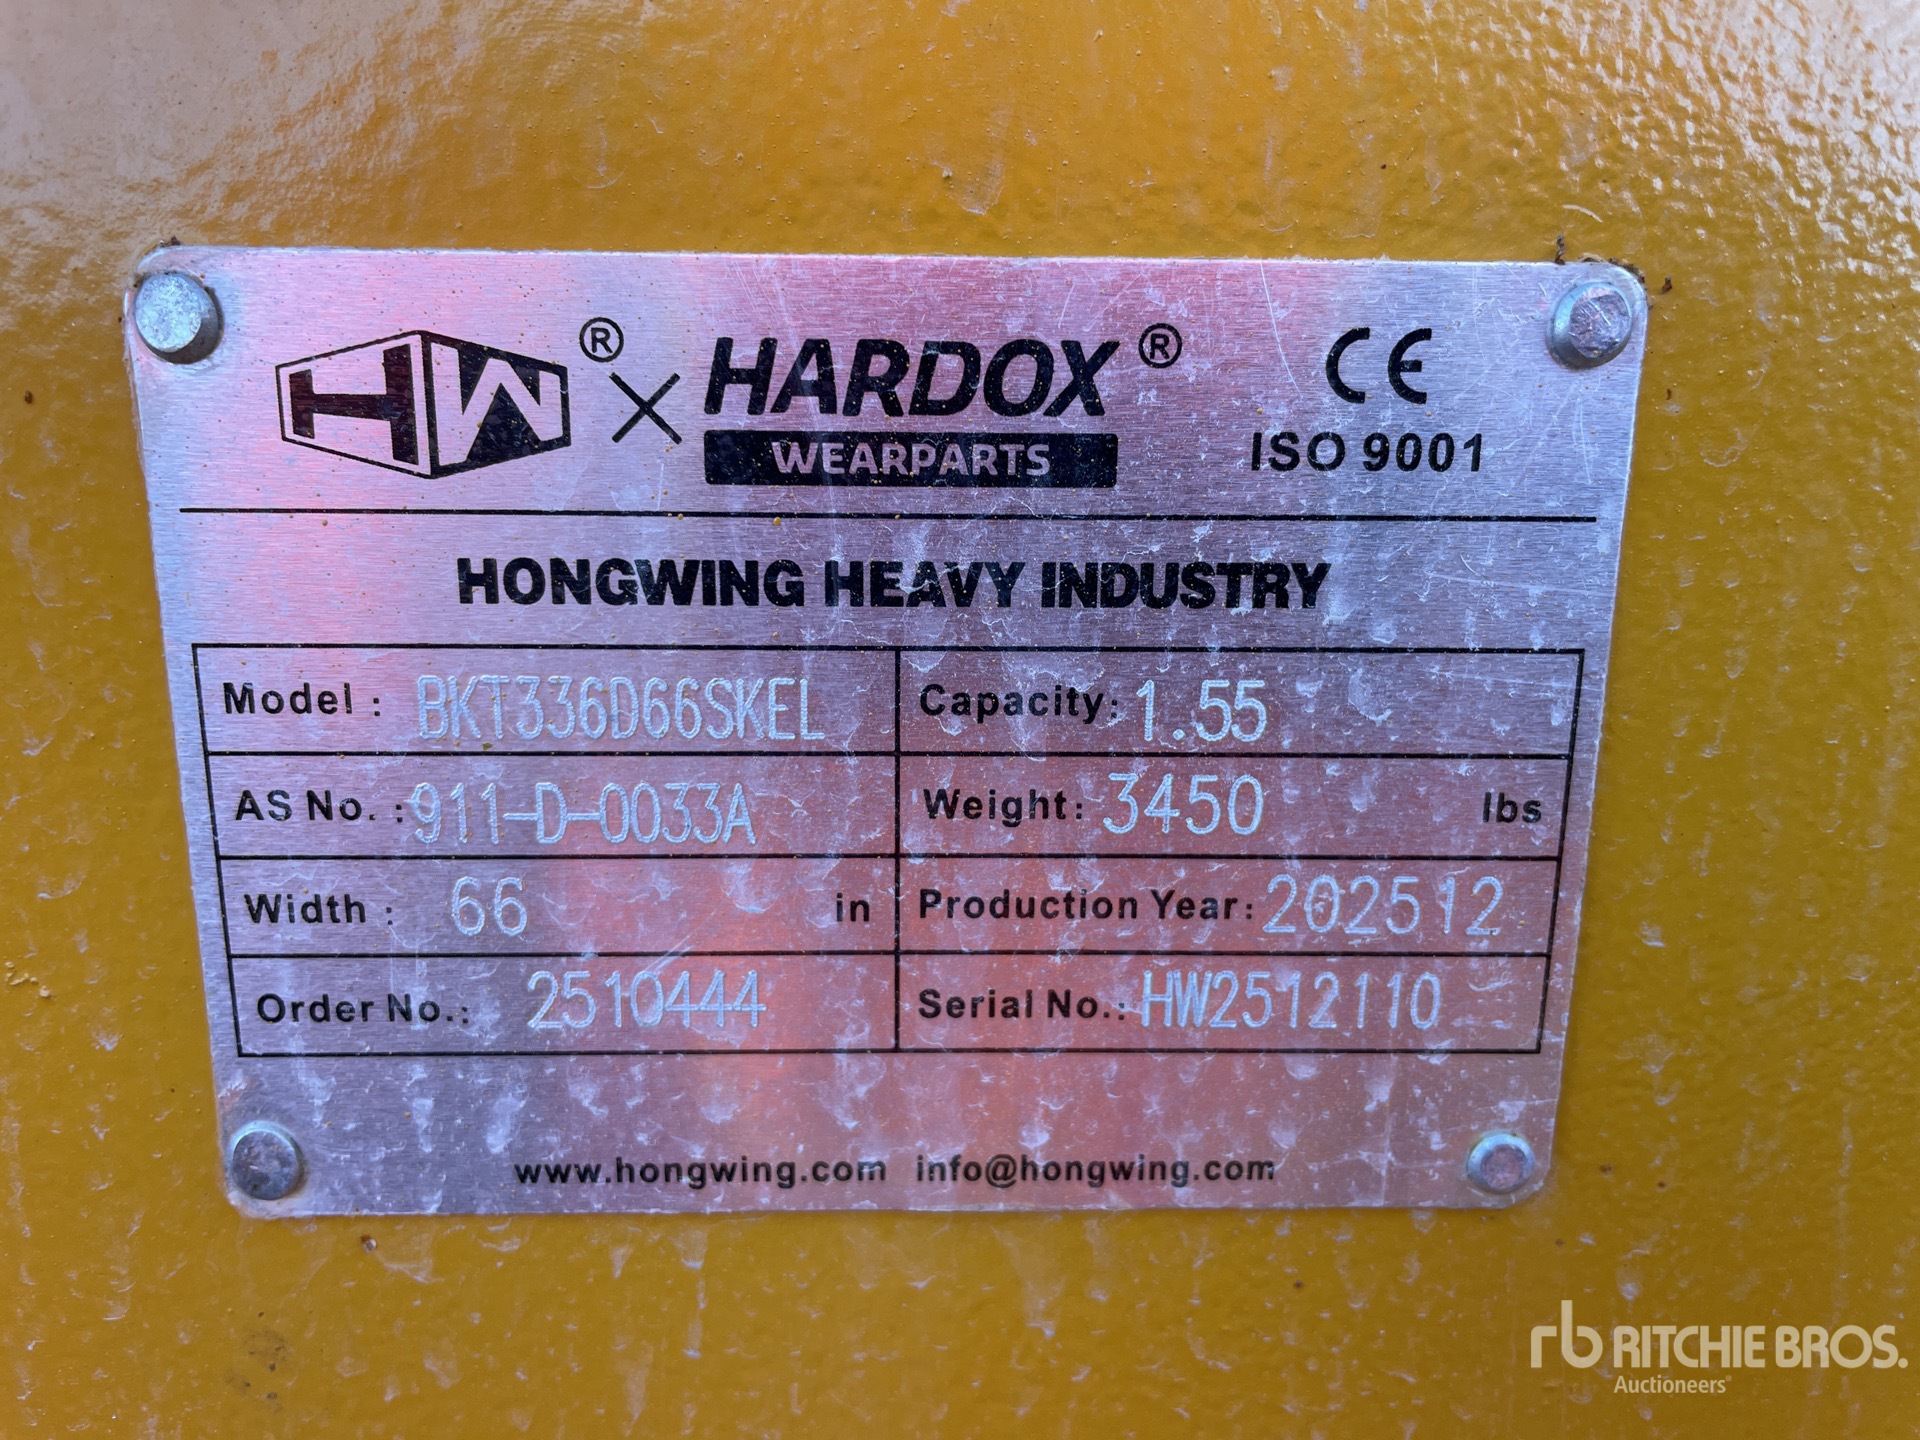 HW® × HARDOX® CE
WEARPARTS ISO 9001
HONGWING HEAVY INDUSTRY
Model : BKT336D66SKEL Capacity: 1.55
AS No. : 911-D-0033A Weight: 3450 lbs
Width : 66 in Production Year: 202512
Order No.: 2510444 Serial No.: HW2512110
www.hongwing.com info@hongwing.com
rb RITCHIE BROS.
Auctioneers